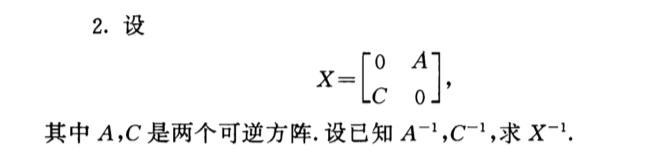 2. 设
X=[0 A
C 0],
其中 A,C 是两个可逆方阵. 设已知 A⁻¹,C⁻¹,求 X⁻¹.